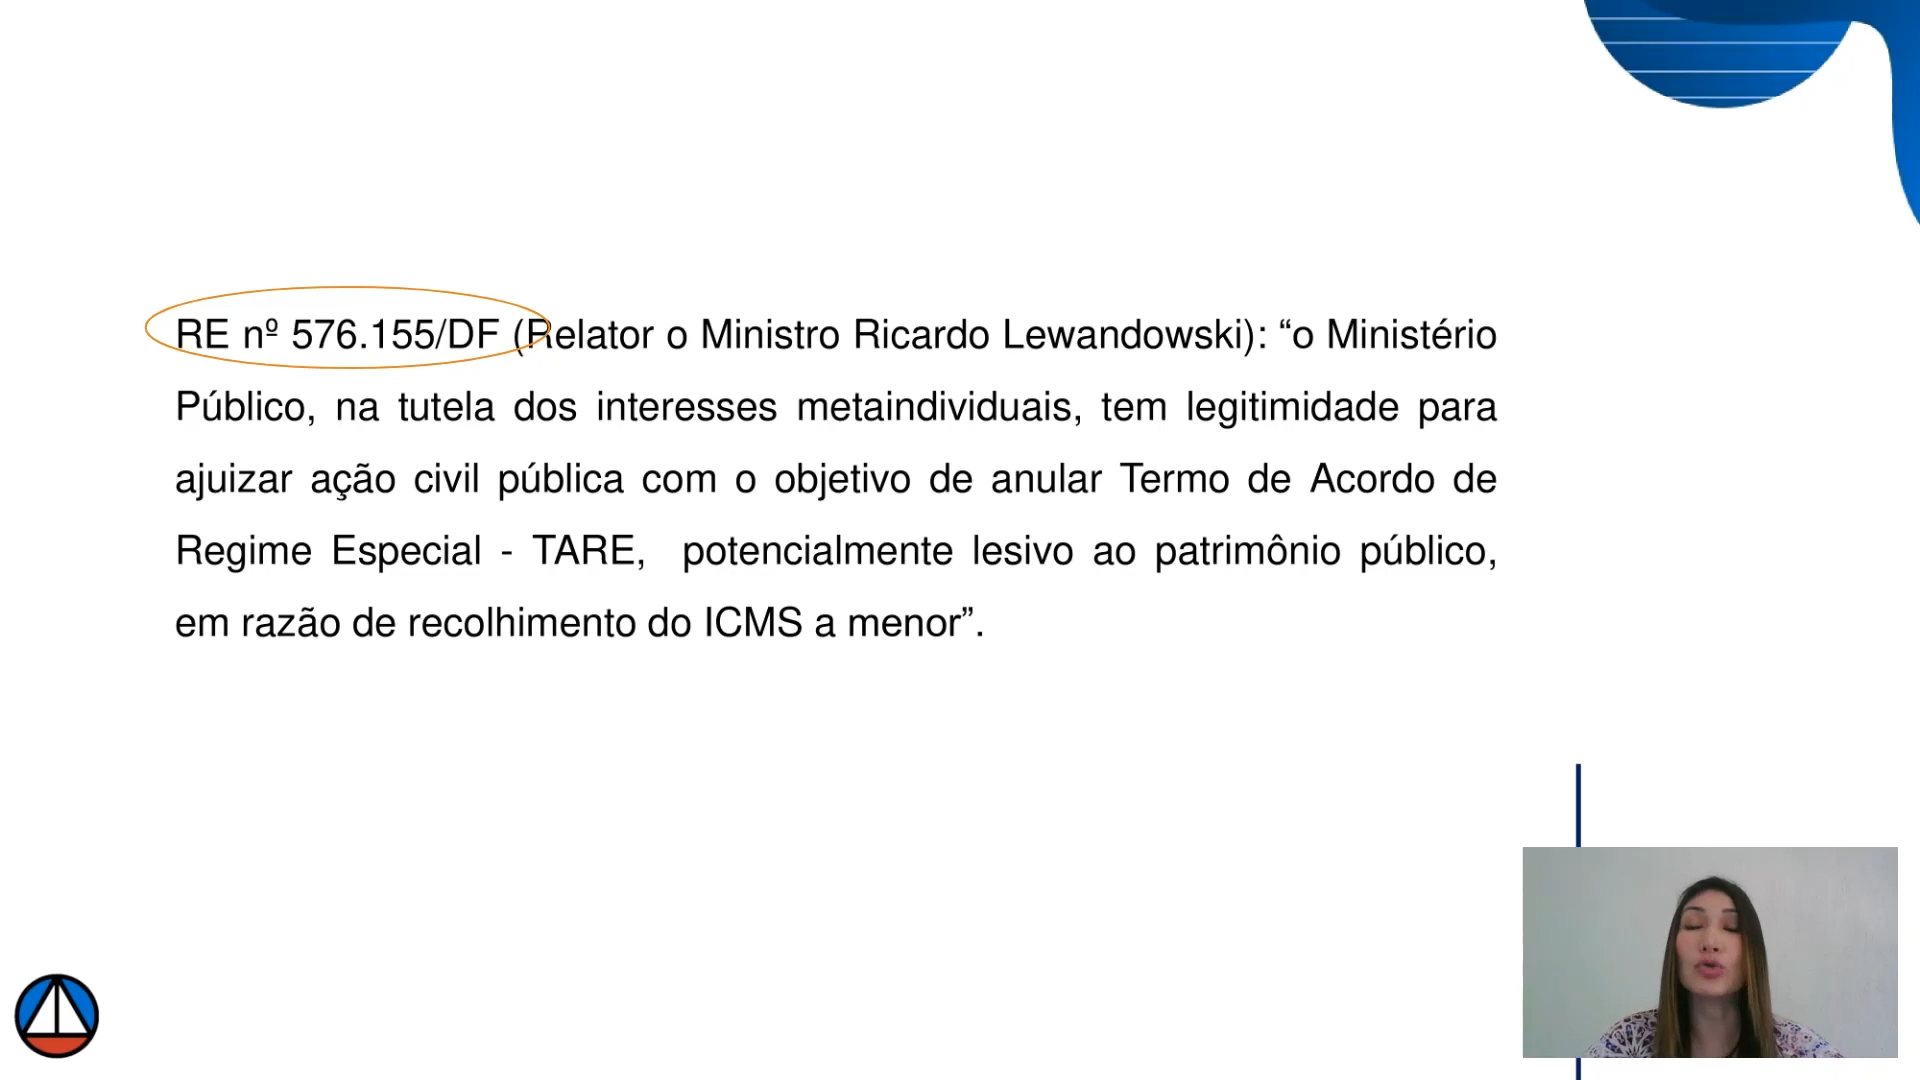 RE nº 576.155/DF (Relator o Ministro Ricardo Lewandowski): “o Ministério
Público, na tutela dos interesses metaindividuais, tem legitimidade para
ajuizar ação civil pública com o objetivo de anular Termo de Acordo de
Regime Especial - TARE, potencialmente lesivo ao patrimônio público,
em razão de recolhimento do ICMS a menor”.